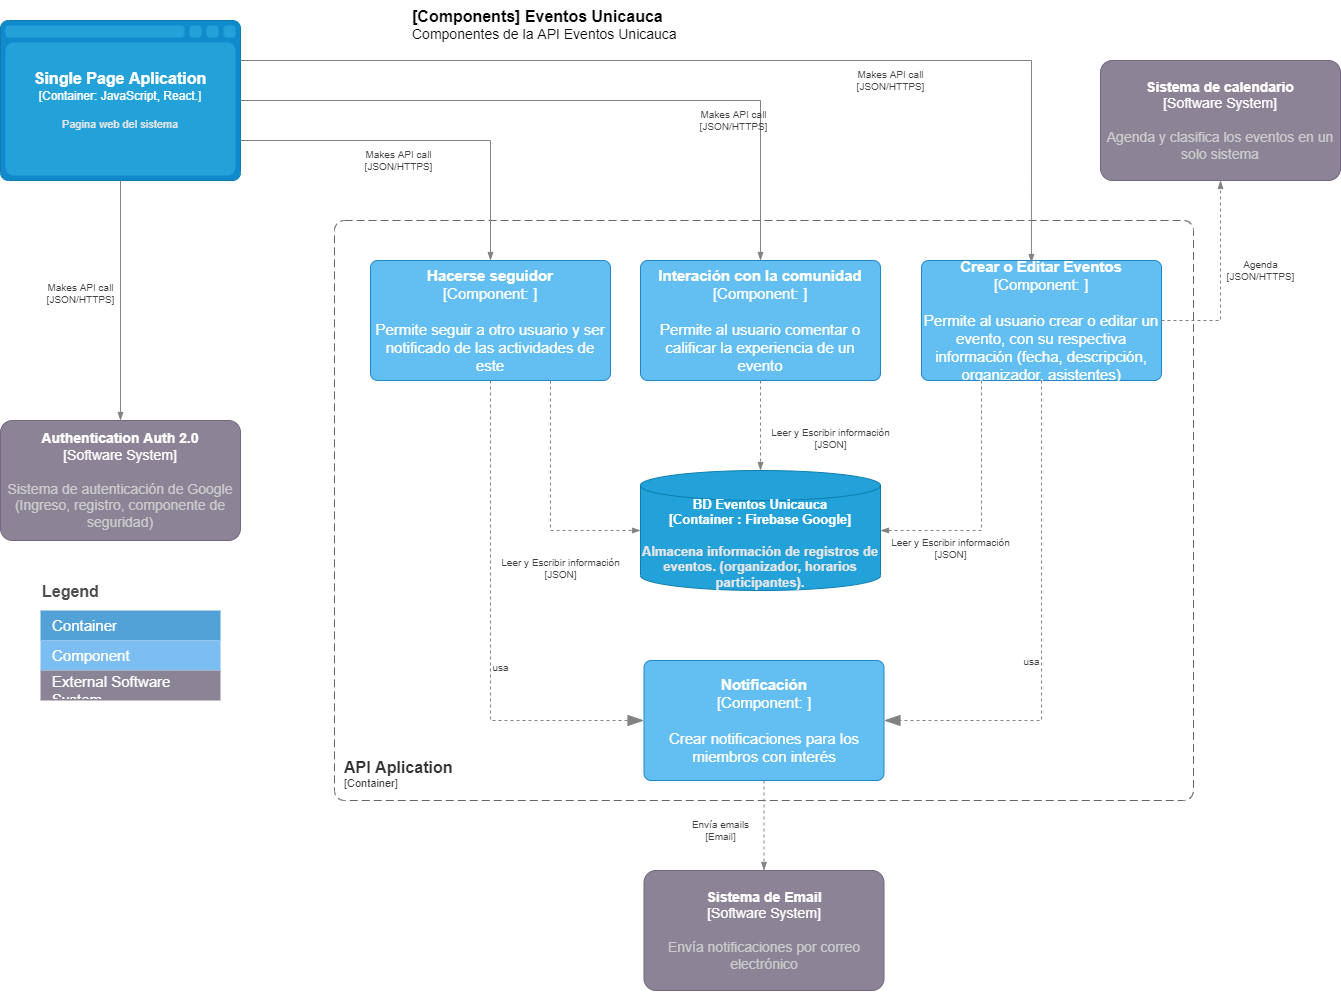 [Components] Eventos Unicauca
Componentes de la API Eventos Unicauca
Single Page Aplication
[Container: JavaScript, React.]
Pagina web del sistema
Makes API call
[JSON/HTTPS]
Makes API call
[JSON/HTTPS]
Makes API call
[JSON/HTTPS]
Sistema de calendario
[Software System]
Agenda y clasifica los eventos en un
solo sistema
Makes API call
[JSON/HTTPS]
Agenda
[JSON/HTTPS]
Hacerse seguidor
[Component: ]
Permite seguir a otro usuario y ser
notificado de las actividades de
este
Interación con la comunidad
[Component: ]
Permite al usuario comentar o
calificar la experiencia de un
evento
Crear o Editar Eventos
[Component: ]
Permite al usuario crear o editar un
evento, con su respectiva
información (fecha, descripción,
organizador, asistentes)
Authentication Auth 2.0
[Software System]
Sistema de autenticación de Google
(Ingreso, registro, componente de
seguridad)
Leer y Escribir información
[JSON]
BD Eventos Unicauca
[Container : Firebase Google]
Almacena información de registros de
eventos. (organizador, horarios
participantes).
Leer y Escribir información
[JSON]
Leer y Escribir información
[JSON]
Legend
Container
Component
External Software
System
usa
usa
Notificación
[Component: ]
Crear notificaciones para los
miembros con interés
API Aplication
[Container]
Envía emails
[Email]
Sistema de Email
[Software System]
Envía notificaciones por correo
electrónico